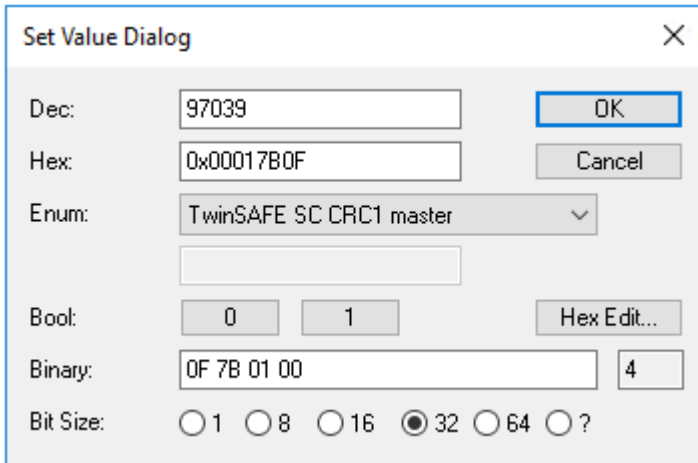 Set Value Dialog
Dec: 97039 OK
Hex: 0x00017B0F Cancel
Enum: TwinSAFE SC CRC1 master
Bool: 0 1 Hex Edit...
Binary: 0F 7B 01 00 4
Bit Size: 1 8 16 32 64 ?